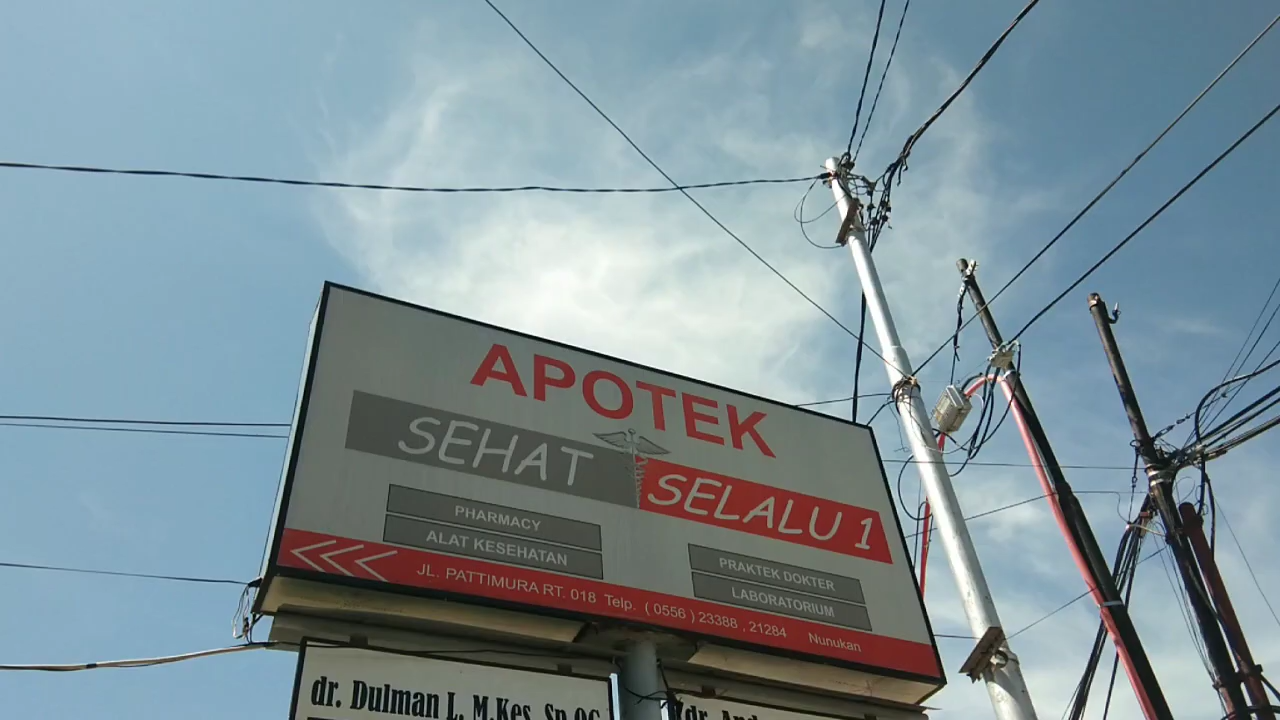 APOTEK
SEHAT SELALU 1
PHARMACY
ALAT KESEHATAN
PRAKTEK DOKTER
LABORATORIUM
JL. PATTIMURA RT. 018 Telp. ( 0556 ) 23388 , 21284 Nunukan
dr. Dulman L, M.Kes, Sp.OG
dr.